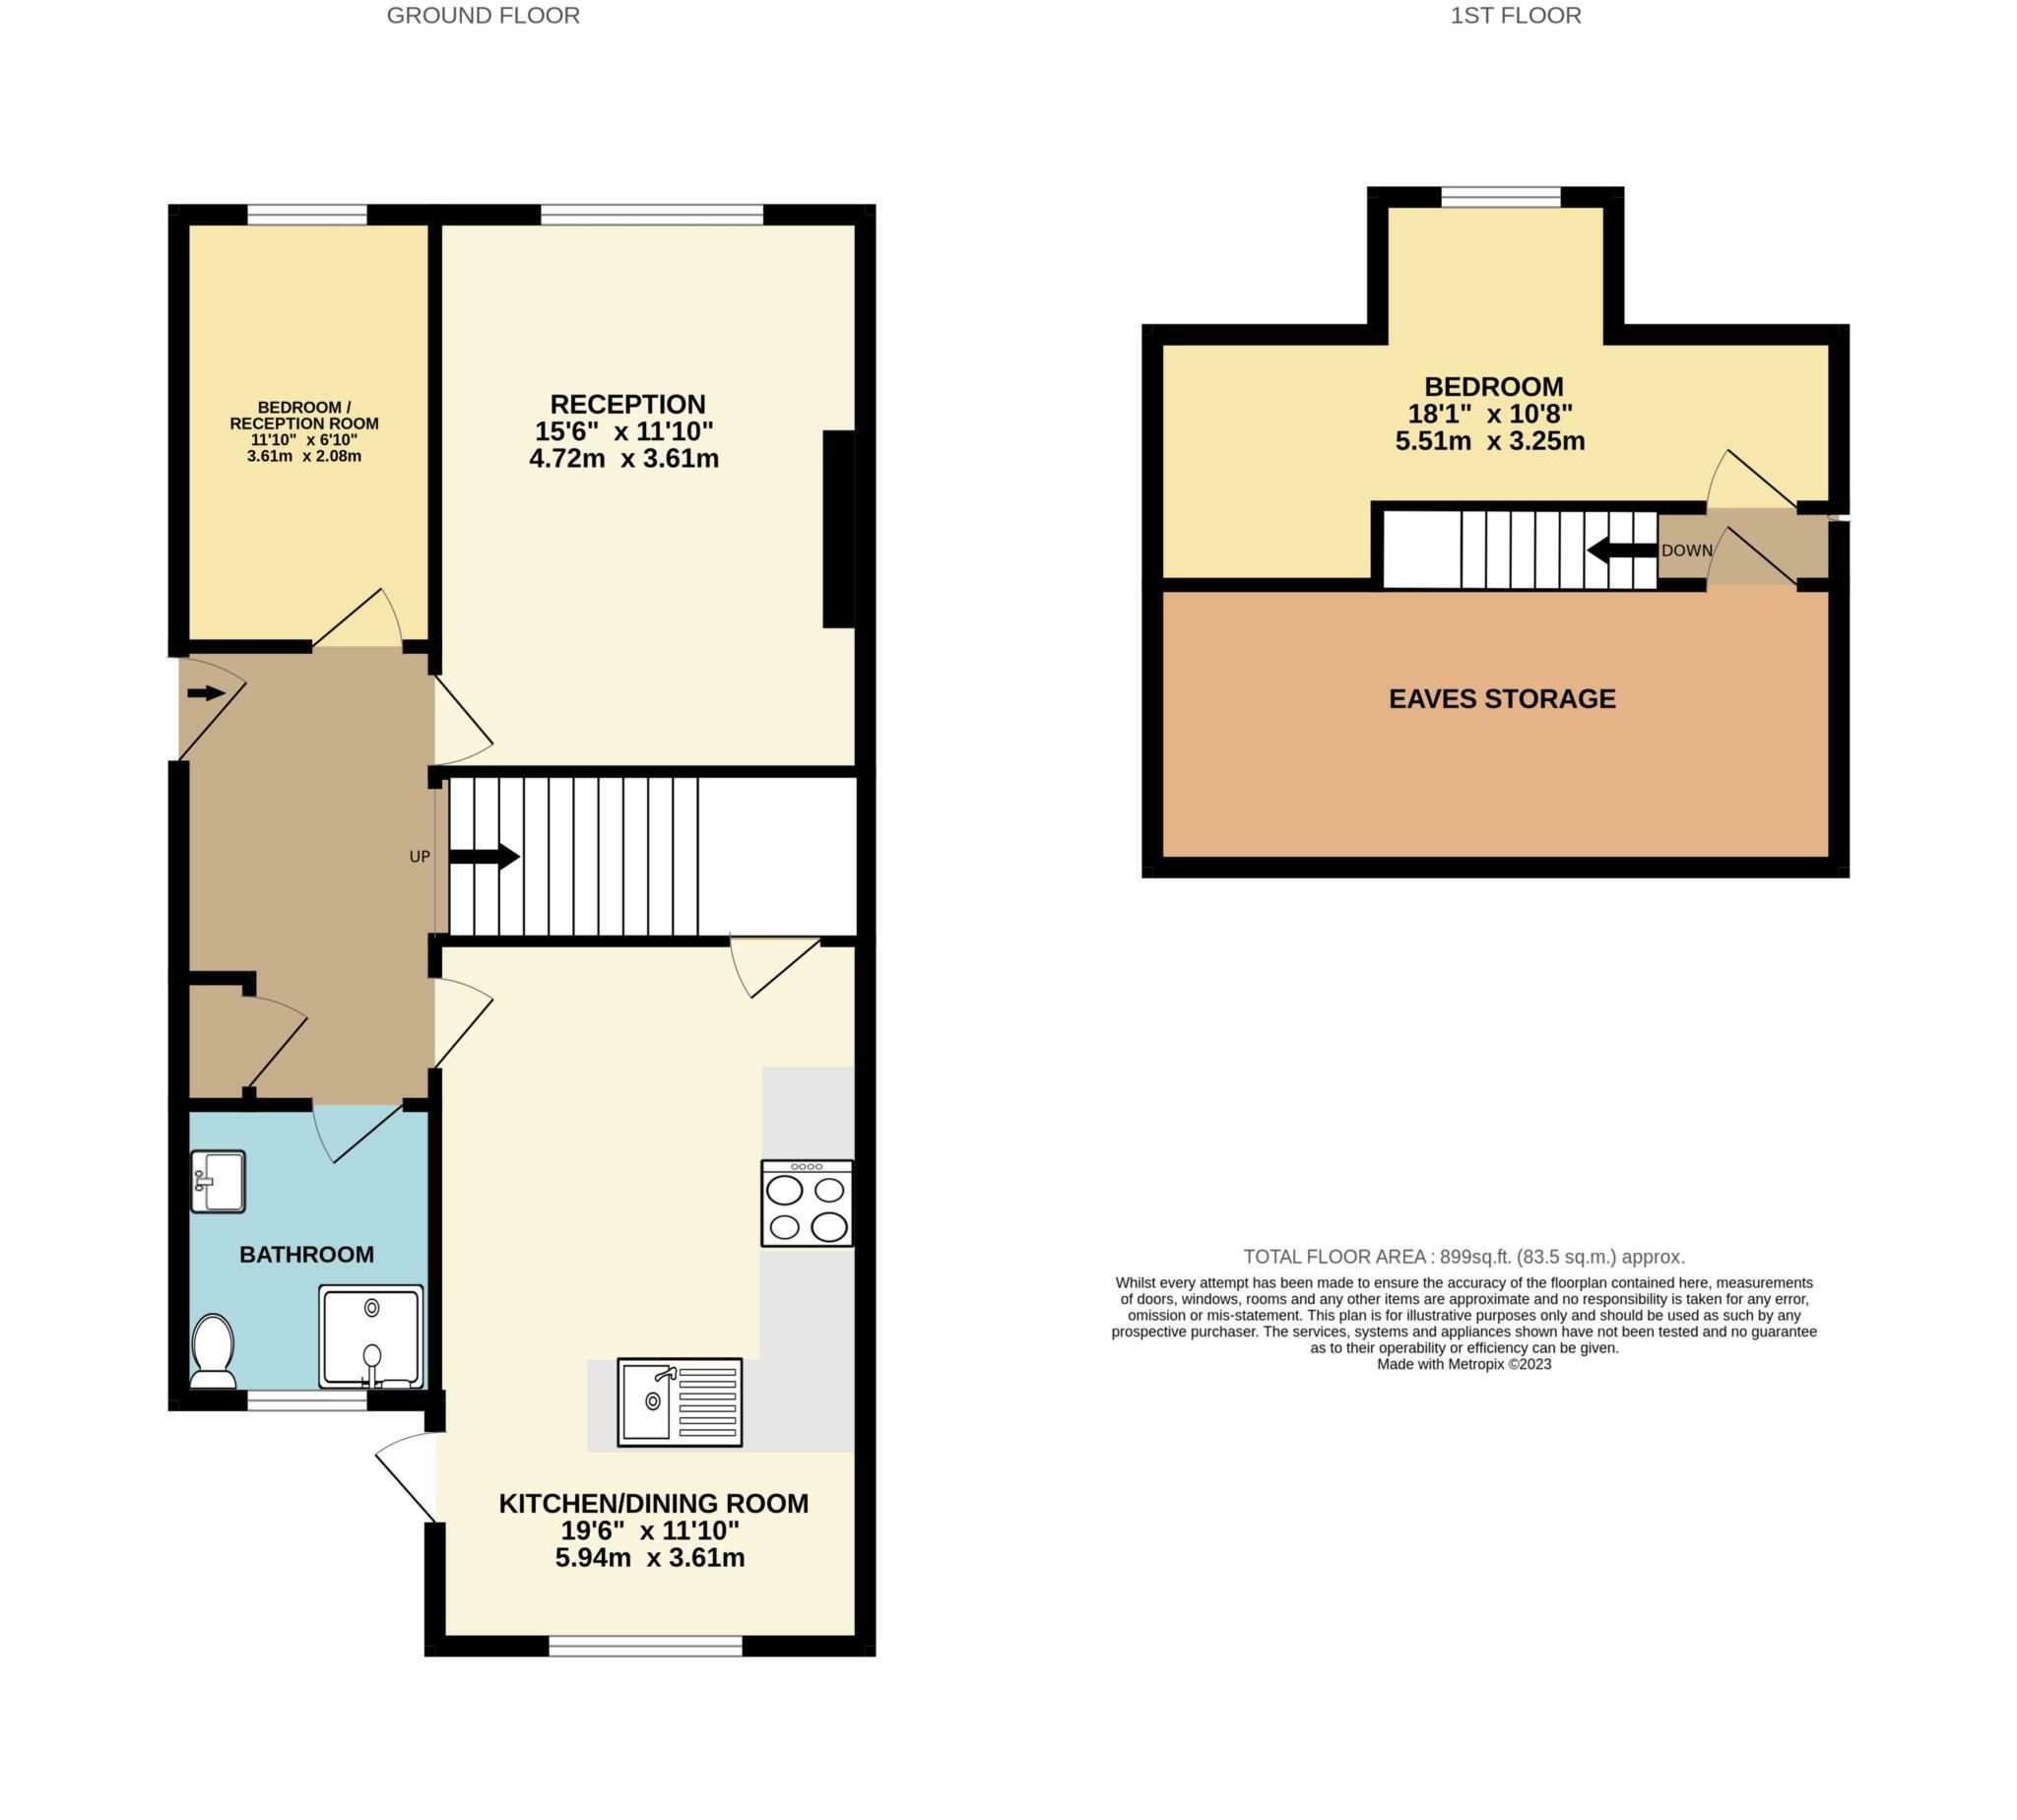 GROUND FLOOR
BEDROOM /
RECEPTION ROOM
11'10"  x 6'10"
3.61m  x 2.08m
RECEPTION
15'6"  x 11'10"
4.72m  x 3.61m
UP
BATHROOM
KITCHEN/DINING ROOM
19'6"  x 11'10"
5.94m  x 3.61m
1ST FLOOR
BEDROOM
18'1"  x 10'8"
5.51m  x 3.25m
DOWN
EAVES STORAGE
TOTAL FLOOR AREA : 899sq.ft. (83.5 sq.m.) approx.
Whilst every attempt has been made to ensure the accuracy of the floorplan contained here, measurements
of doors, windows, rooms and any other items are approximate and no responsibility is taken for any error,
omission or mis-statement. This plan is for illustrative purposes only and should be used as such by any
prospective purchaser. The services, systems and appliances shown have not been tested and no guarantee
as to their operability or efficiency can be given.
Made with Metropix ©2023